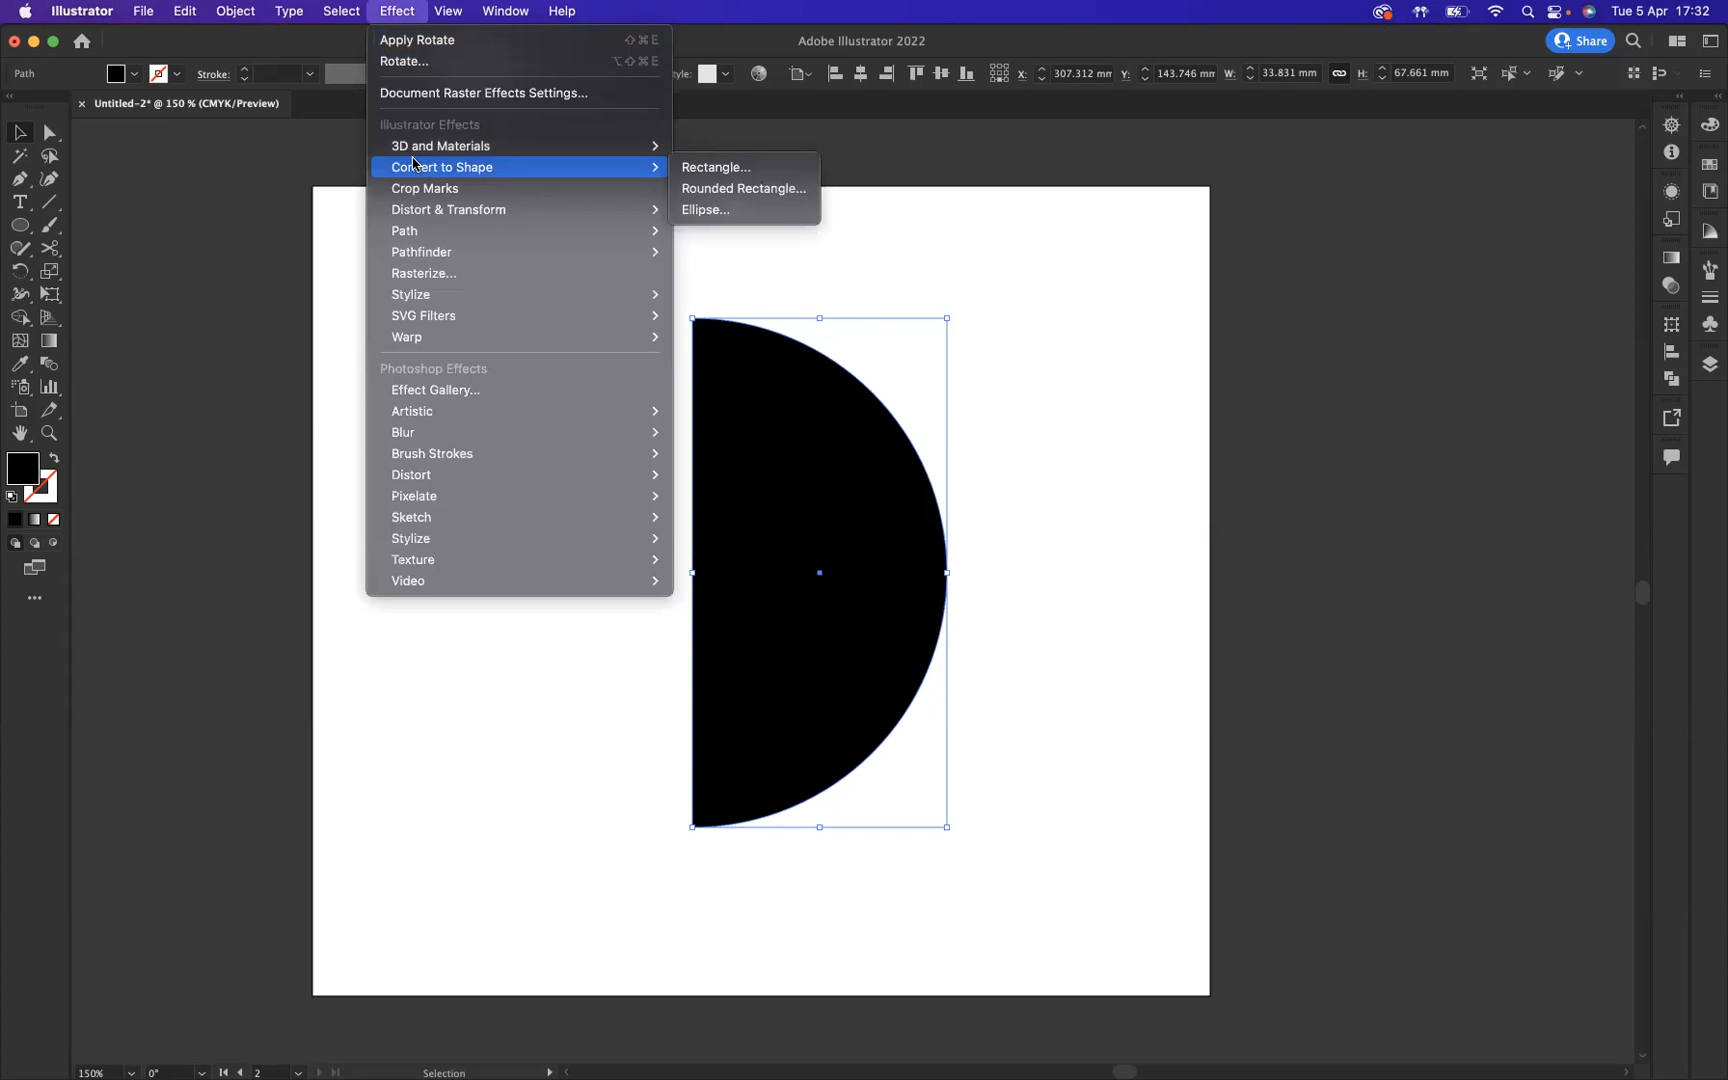 Illustrator File Edit Object Type Select Effect View Window Help Tue 5 Apr 17:32
Adobe Illustrator 2022
Share
Path Stroke: X: 307.312 mm Y: 143.746 mm W: 33.831 mm H: 67.661 mm
× Untitled-2* @ 150 % (CMYK/Preview)
Apply Rotate ⇧⌘E
Rotate... ⌥⇧⌘E
Document Raster Effects Settings...
Illustrator Effects
3D and Materials
Convert to Shape
Crop Marks
Distort & Transform
Path
Pathfinder
Rasterize...
Stylize
SVG Filters
Warp
Photoshop Effects
Effect Gallery...
Artistic
Blur
Brush Strokes
Distort
Pixelate
Sketch
Stylize
Texture
Video
Rectangle...
Rounded Rectangle...
Ellipse...
150% 0° 2 Selection